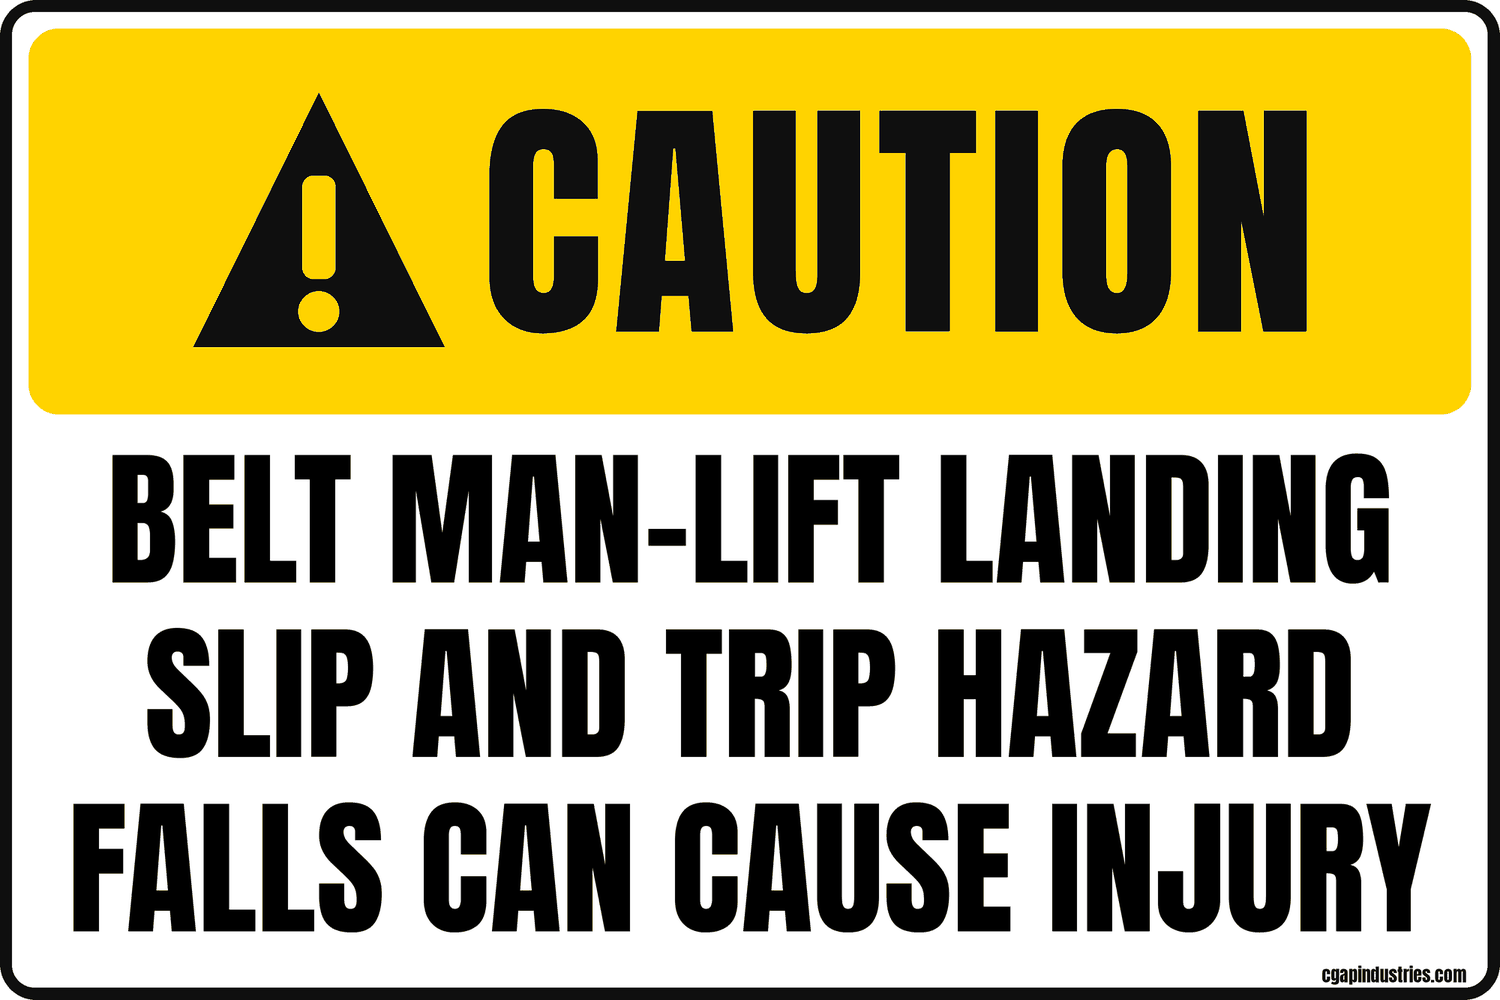 CAUTION
BELT MAN-LIFT LANDING
SLIP AND TRIP HAZARD
FALLS CAN CAUSE INJURY
cgapindustries.com